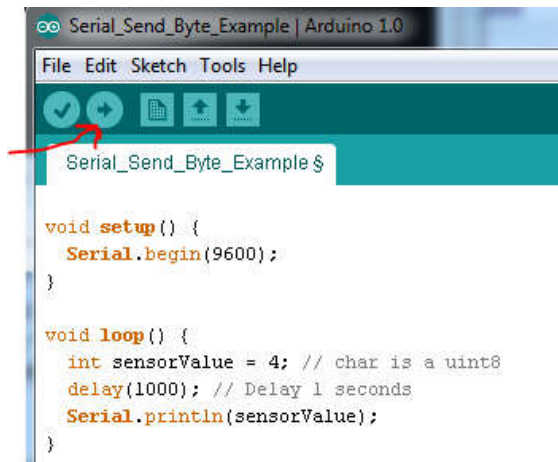 Serial_Send_Byte_Example | Arduino 1.0
File Edit Sketch Tools Help
Serial_Send_Byte_Example §
void setup() {
  Serial.begin(9600);
}
void loop() {
  int sensorValue = 4; // char is a uint8
  delay(1000); // Delay 1 seconds
  Serial.println(sensorValue);
}